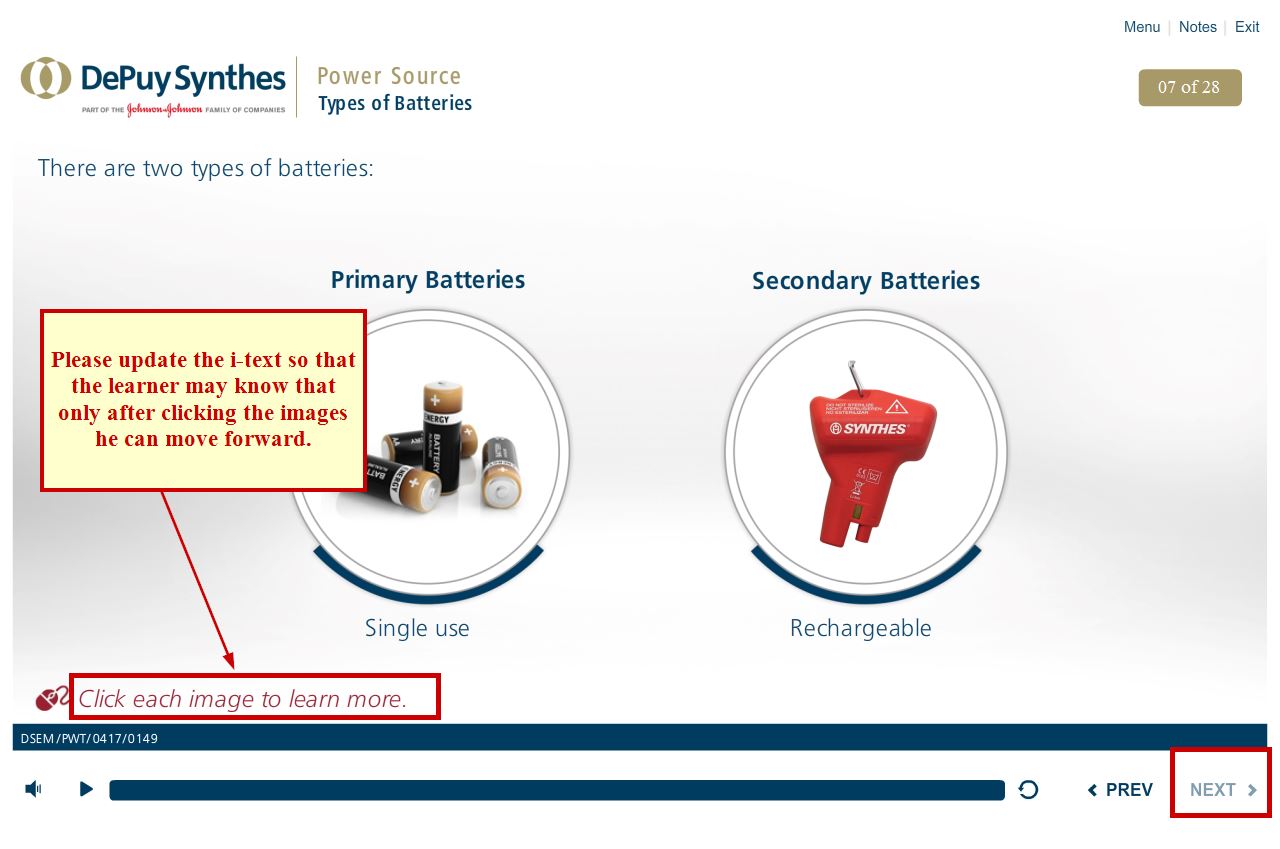 Menu | Notes | Exit
DePuy Synthes
PART OF THE Johnson & Johnson FAMILY OF COMPANIES
Power Source
Types of Batteries
07 of 28
There are two types of batteries:
Primary Batteries
Secondary Batteries
Please update the i-text so that
the learner may know that
only after clicking the images
he can move forward.
ENERGY
BATTERY
ALKALINE
DO NOT STERILIZE
NICHT STERILISIEREN
NO ESTERILIZAR
SYNTHES
Single use
Rechargeable
Click each image to learn more.
DSEM/PWT/0417/0149
PREV
NEXT